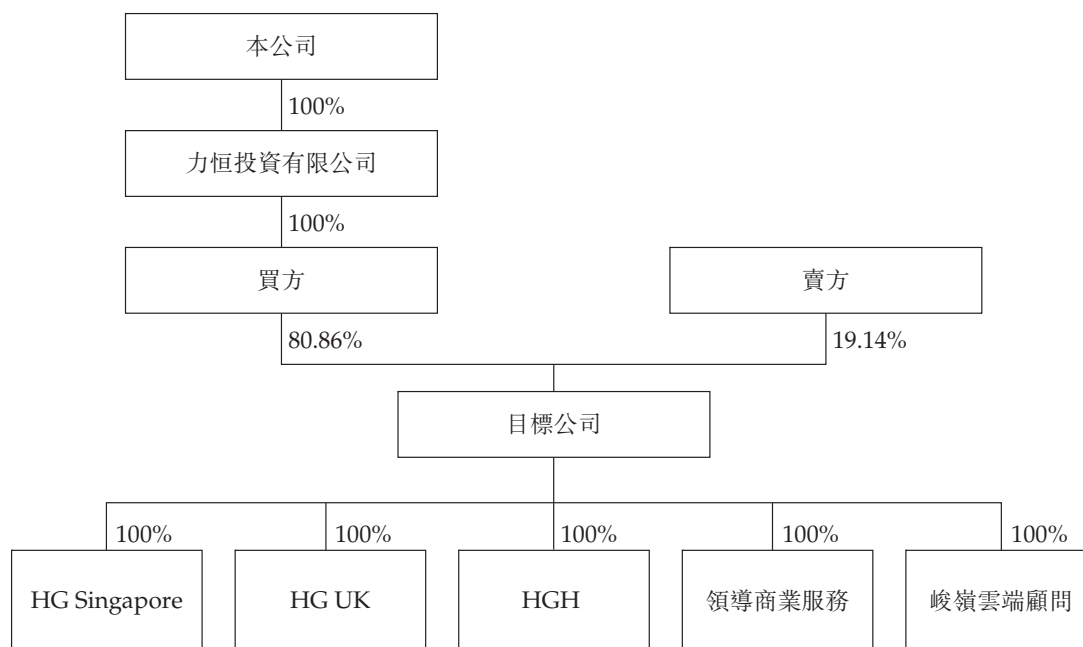 本公司
100%
力恒投資有限公司
100%
買方
賣方
80.86%
19.14%
目標公司
100%
100%
100%
100%
100%
HG Singapore
HG UK
HGH
領導商業服務
峻嶺雲端顧問